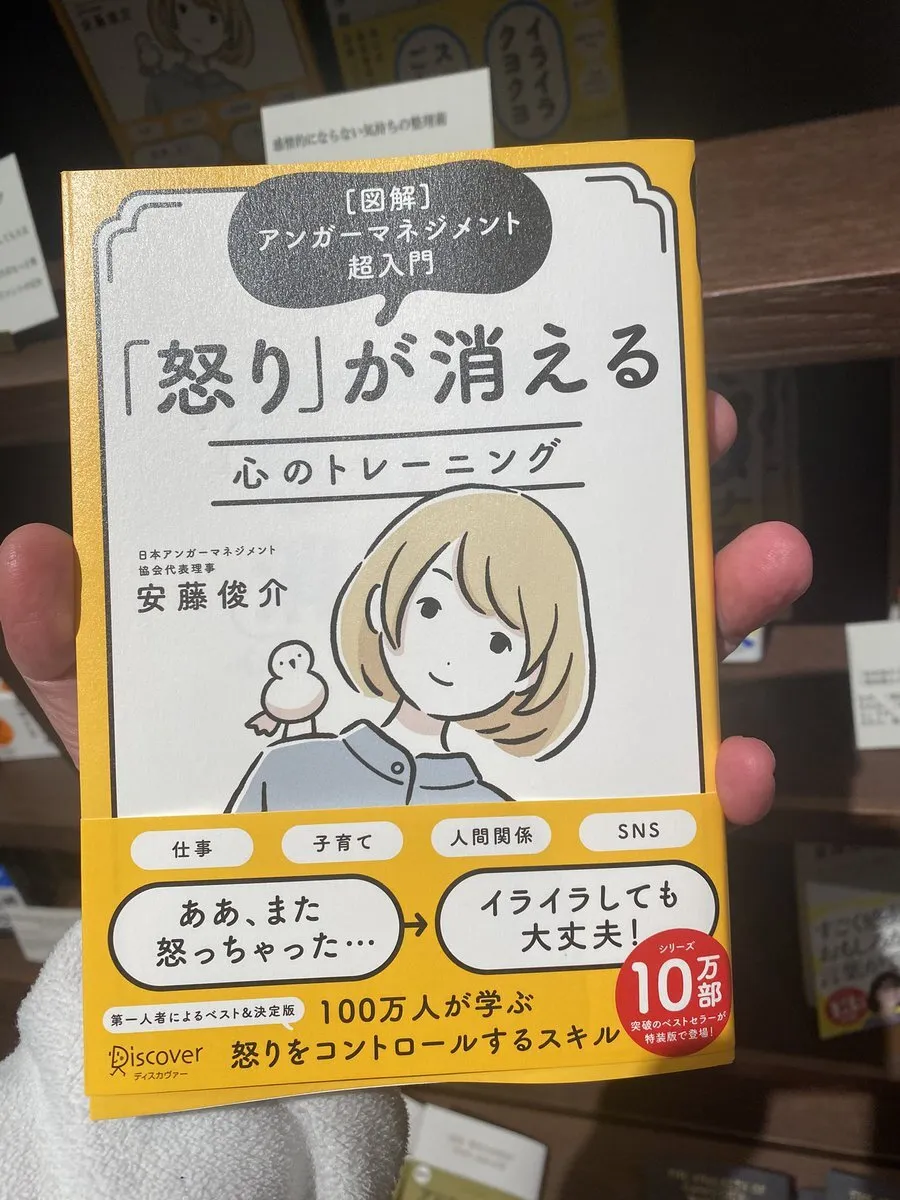 イライラ
クヨクヨ
感情的にならない気持ちの整理術
［図解］
アンガーマネジメント
超入門
「怒り」が消える
心のトレーニング
日本アンガーマネジメント
協会代表理事
安藤俊介
仕事
子育て
人間関係
SNS
ああ、また
怒っちゃった…
→
イライラしても
大丈夫！
シリーズ
10万部
突破のベストセラーが
特装版で登場！
第一人者によるベスト&決定版
100万人が学ぶ
怒りをコントロールするスキル
Discover
ディスカヴァー